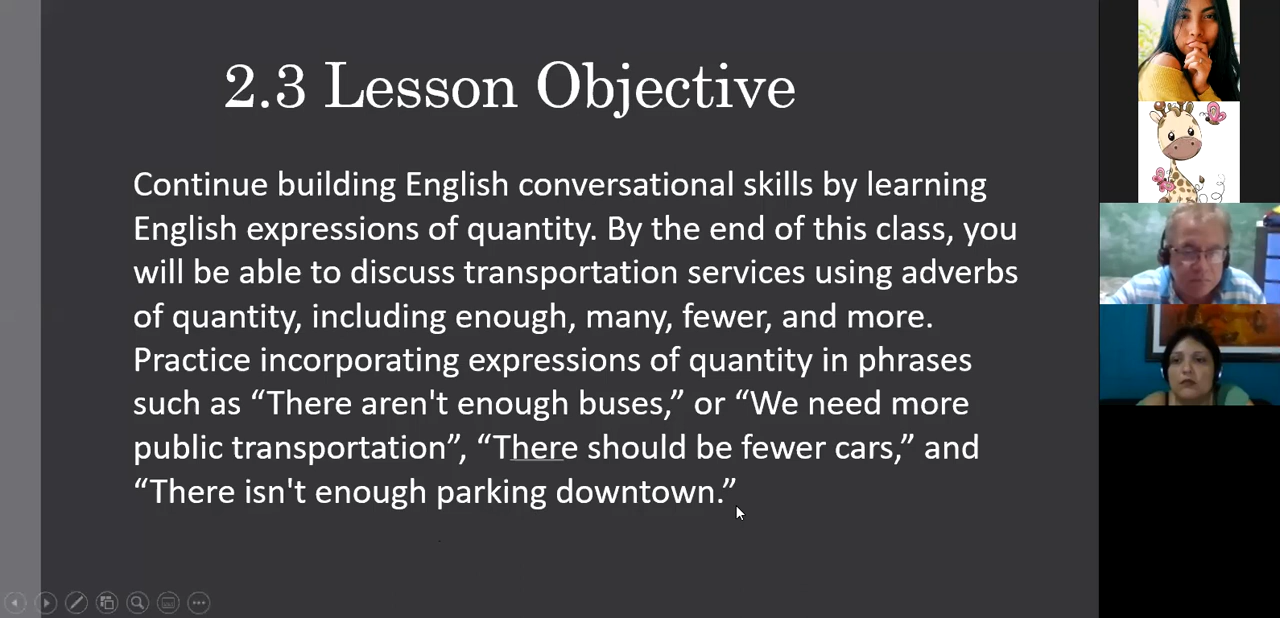 2.3 Lesson Objective
Continue building English conversational skills by learning
English expressions of quantity. By the end of this class, you
will be able to discuss transportation services using adverbs
of quantity, including enough, many, fewer, and more.
Practice incorporating expressions of quantity in phrases
such as “There aren't enough buses,” or “We need more
public transportation”, “There should be fewer cars,” and
“There isn't enough parking downtown.”